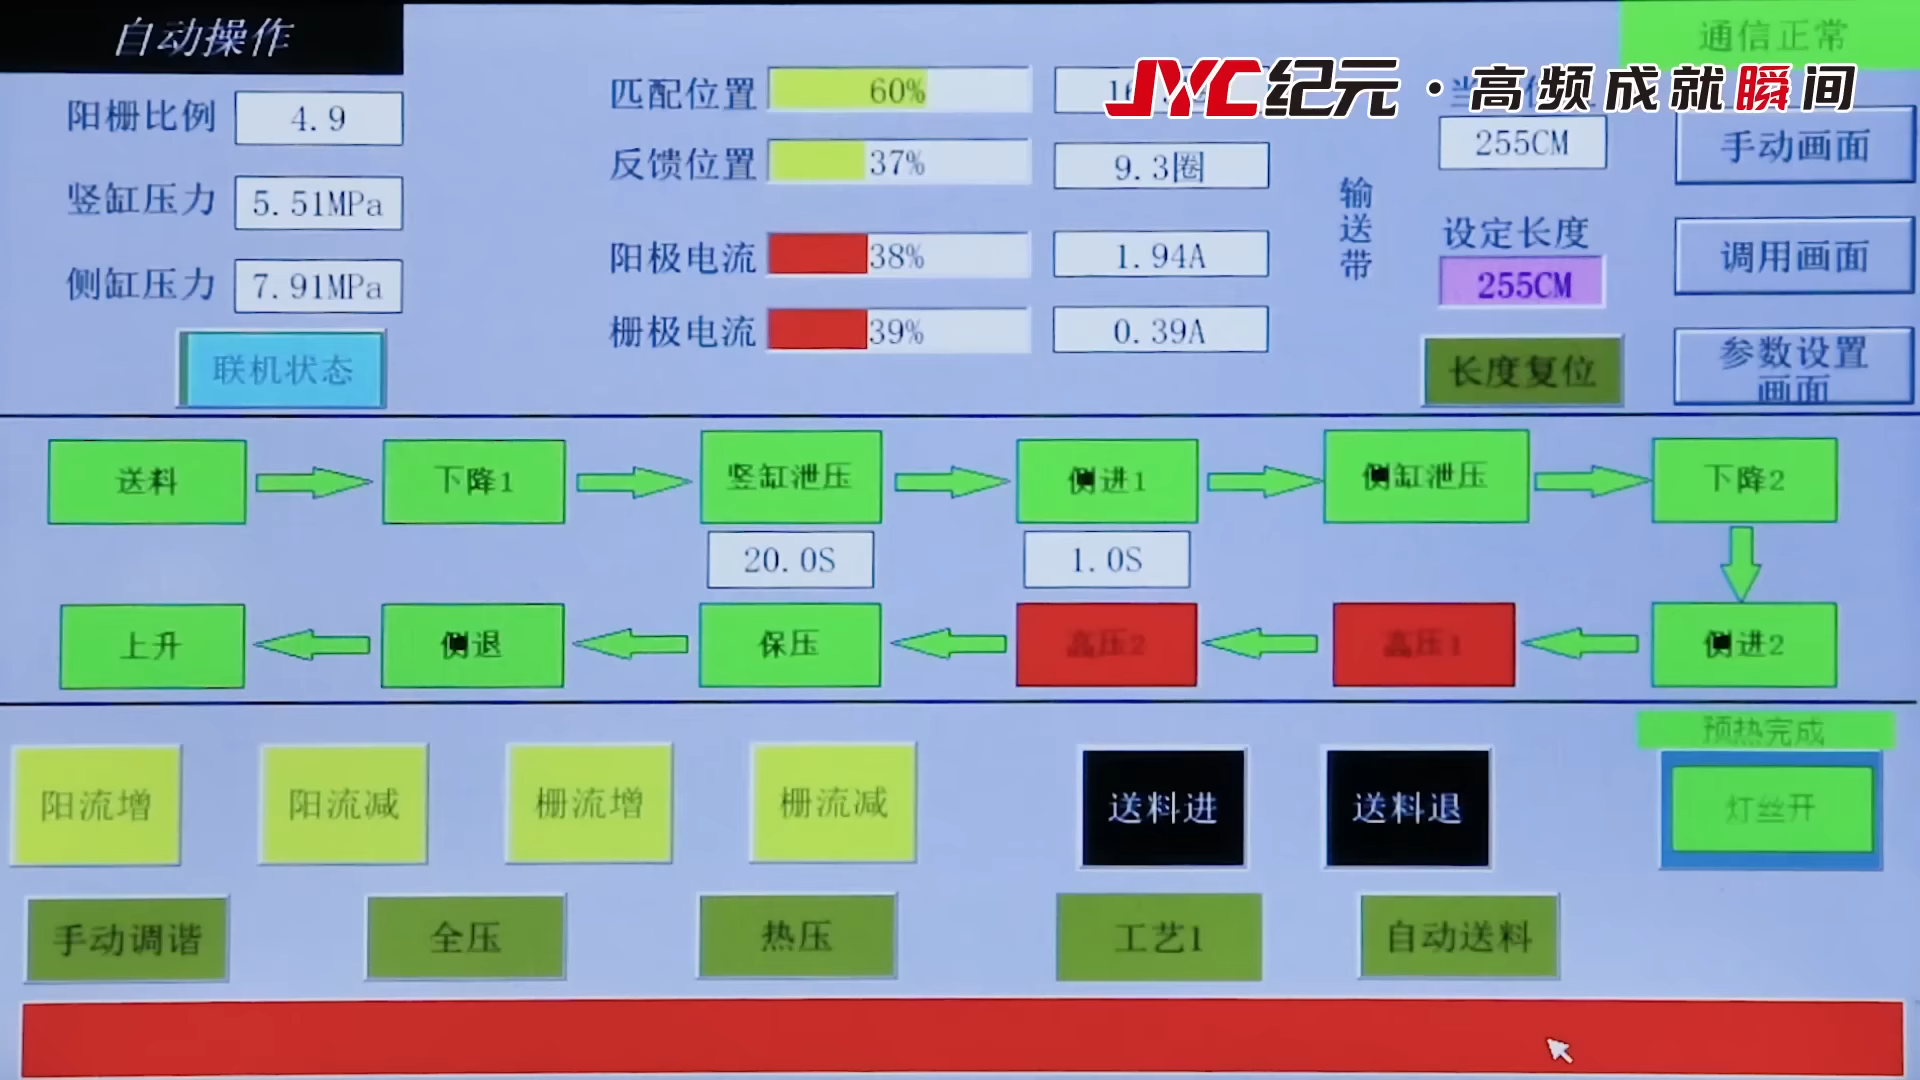 自动操作
通信正常
JYC纪元·高频成就瞬间
阳栅比例 4.9
竖缸压力 5.51MPa
侧缸压力 7.91MPa
联机状态
匹配位置 60%
反馈位置 37% 9.3圈
阳极电流 38% 1.94A
栅极电流 39% 0.39A
输送带
255CM
设定长度
255CM
长度复位
手动画面
调用画面
参数设置
画面
送料 下降1 竖缸泄压 侧进1 侧缸泄压 下降2
20.0S 1.0S
上升 侧退 保压 高压2 高压1 侧进2
预热完成
阳流增 阳流减 栅流增 栅流减 送料进 送料退 灯丝开
手动调谐 全压 热压 工艺1 自动送料